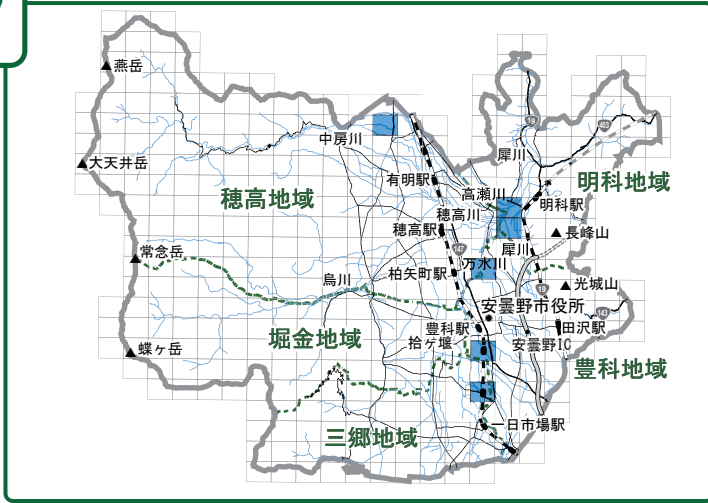 燕岳
19
403
中房川
犀川
大天井岳
有明駅
明科地域
高瀬川
穂高地域
明科駅
穂高川
穂高駅
長峰山
147
犀川
常念岳
万水川
柏矢町駅
烏川
光城山
19
安曇野市役所
143
豊科駅
田沢駅
堀金地域
拾ケ堰
安曇野IC
蝶ヶ岳
豊科地域
一日市場駅
三郷地域